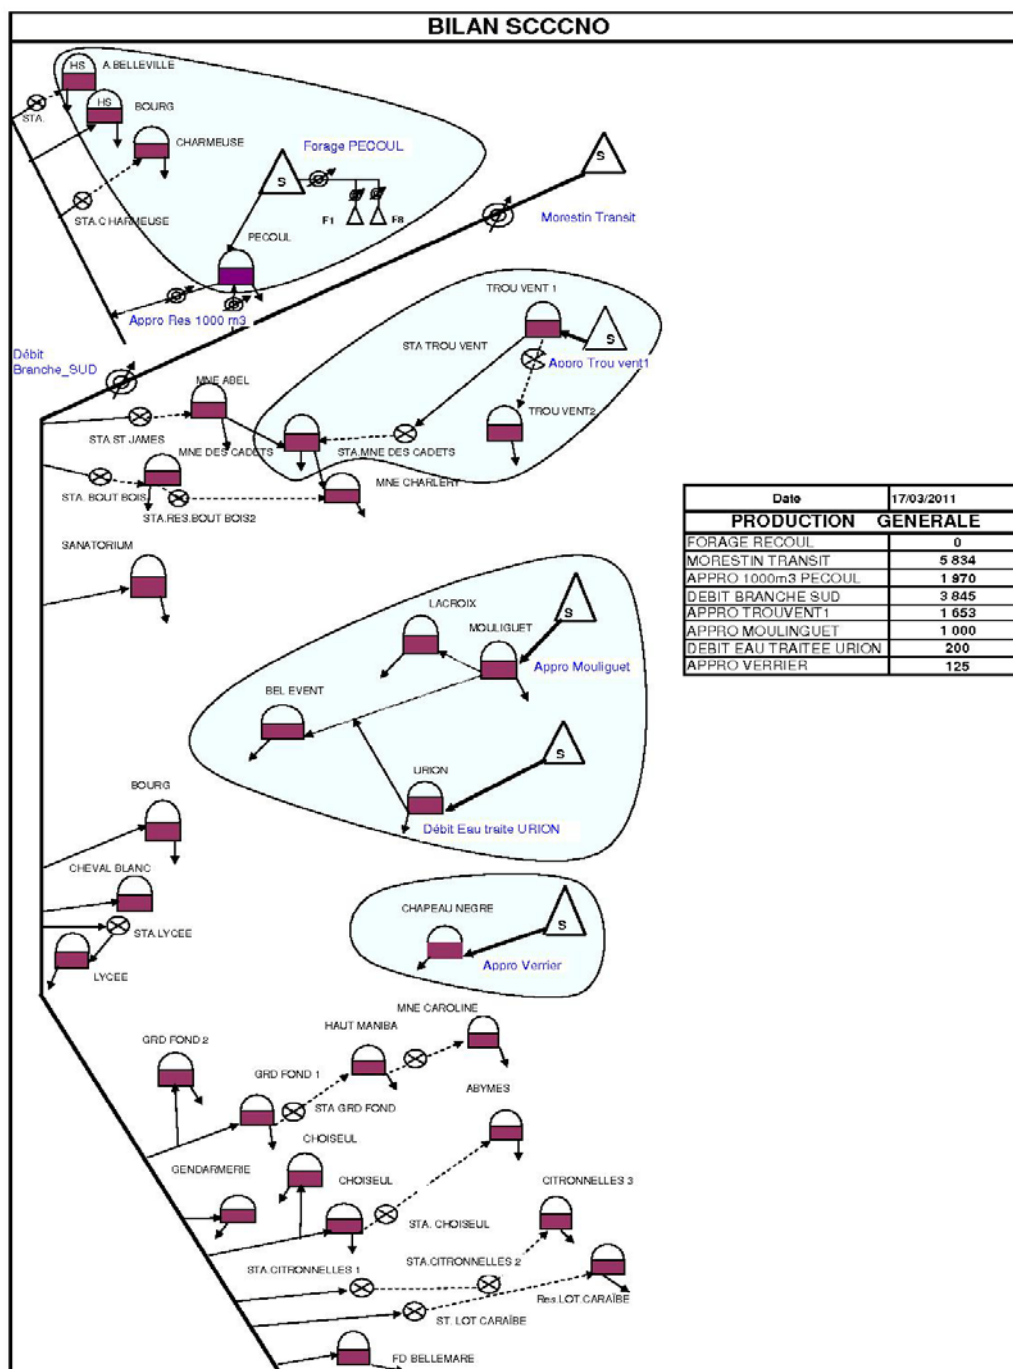 BILAN SCCCNO
HS
A.BELLEVILLE
HS
BOURG
STA.
CHARMEUSE
Forage PECOUL
S
S
STA.CHARMEUSE
F1
F8
Morestin Transit
PECOUL
TROU VENT 1
Appro Res 1000 m3
S
STA TROU VENT
Débit
Branche_SUD
Appro Trou vent1
MNE ABEL
TROU VENT2
STA ST JAMES
MNE DES CADETS
STA.MNE DES CADETS
STA. BOUT BOIS
MNE CHARLERY
STA.RES.BOUT BOIS2
Date 17/03/2011
PRODUCTION GENERALE
FORAGE RECOUL 0
MORESTIN TRANSIT 5 834
APPRO 1000m3 PECOUL 1 970
DEBIT BRANCHE SUD 3 845
APPRO TROUVENT1 1 653
APPRO MOULINGUET 1 000
DEBIT EAU TRAITEE URION 200
APPRO VERRIER 125
SANATORIUM
LACROIX
S
MOULIGUET
Appro Mouliguet
BEL EVENT
S
URION
Débit Eau traite URION
BOURG
CHEVAL BLANC
CHAPEAU NEGRE
S
STA.LYCEE
LYCEE
Appro Verrier
MNE CAROLINE
HAUT MANIBA
GRD FOND 2
GRD FOND 1
ABYMES
STA GRD FOND
CHOISEUL
GENDARMERIE
CHOISEUL
CITRONNELLES 3
STA. CHOISEUL
STA.CITRONNELLES 2
STA.CITRONNELLES 1
Res.LOT.CARAÏBE
ST. LOT CARAÏBE
FD BELLEMARE